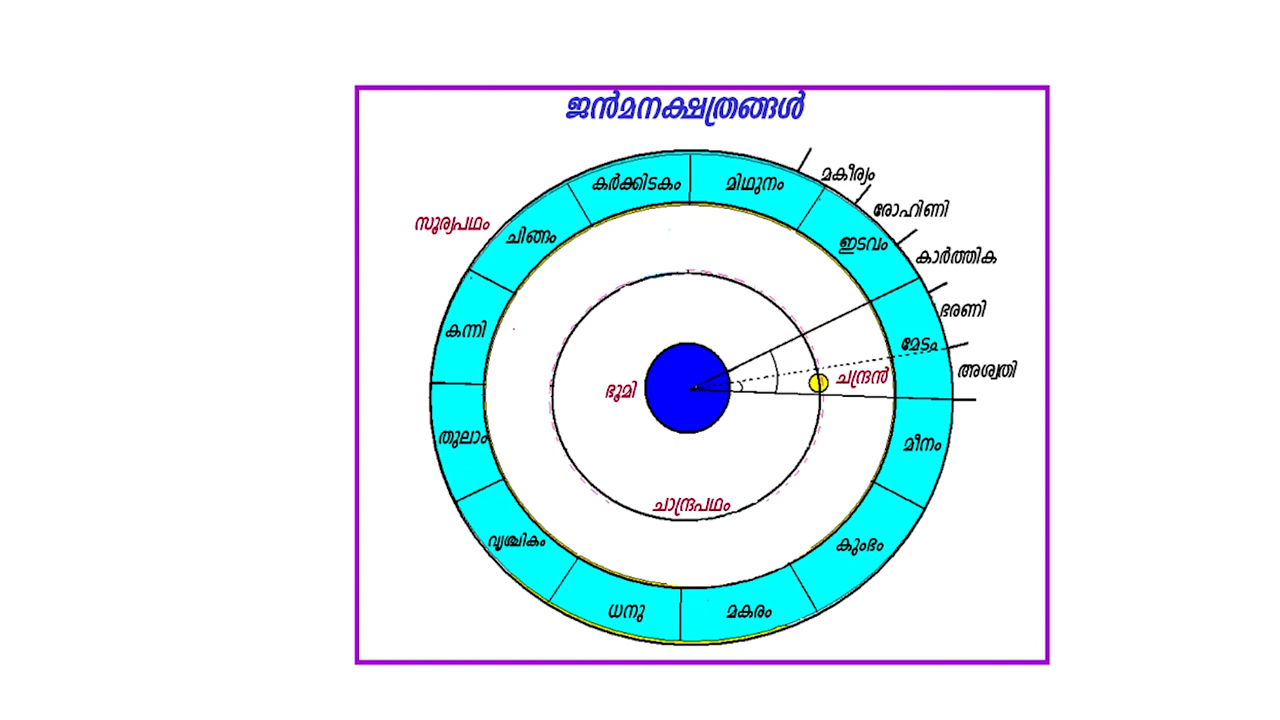 ജൻമനക്ഷത്രങ്ങൾ
മകീര്യം
കർക്കിടകം
മിഥുനം
രോഹിണി
സൂര്യപഥം
ചിങ്ങം
ഇടവം
കാർത്തിക
ഭരണി
കന്നി
മേടം
അശ്വതി
ചന്ദ്രൻ
ഭൂമി
തുലാം
മീനം
ചാന്ദ്രപഥം
വൃശ്ചികം
കുംഭം
ധനു
മകരം